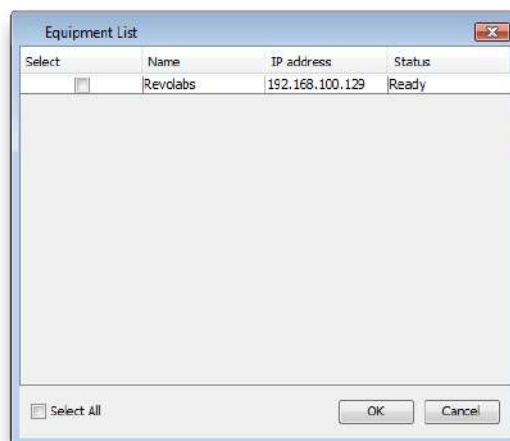 Equipment List
Select Name IP address Status
Revolabs 192.168.100.129 Ready
Select All OK Cancel